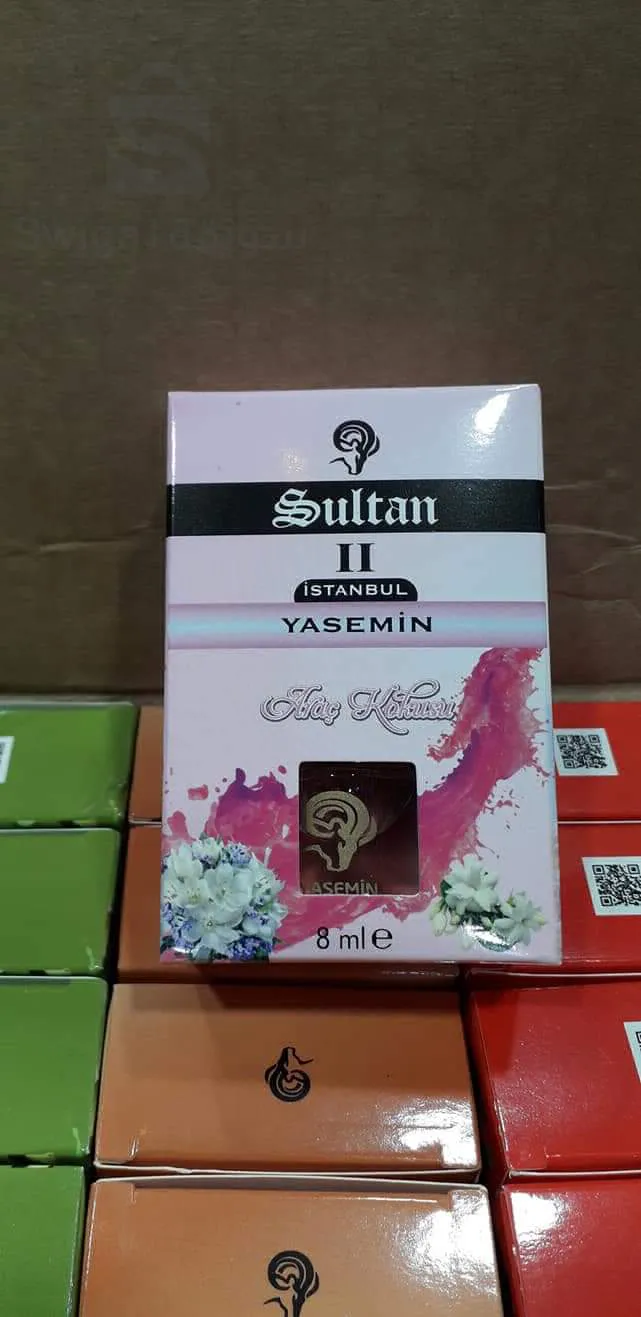 Sultan
II
İSTANBUL
YASEMİN
Araç Kokusu
YASEMİN
8 ml e